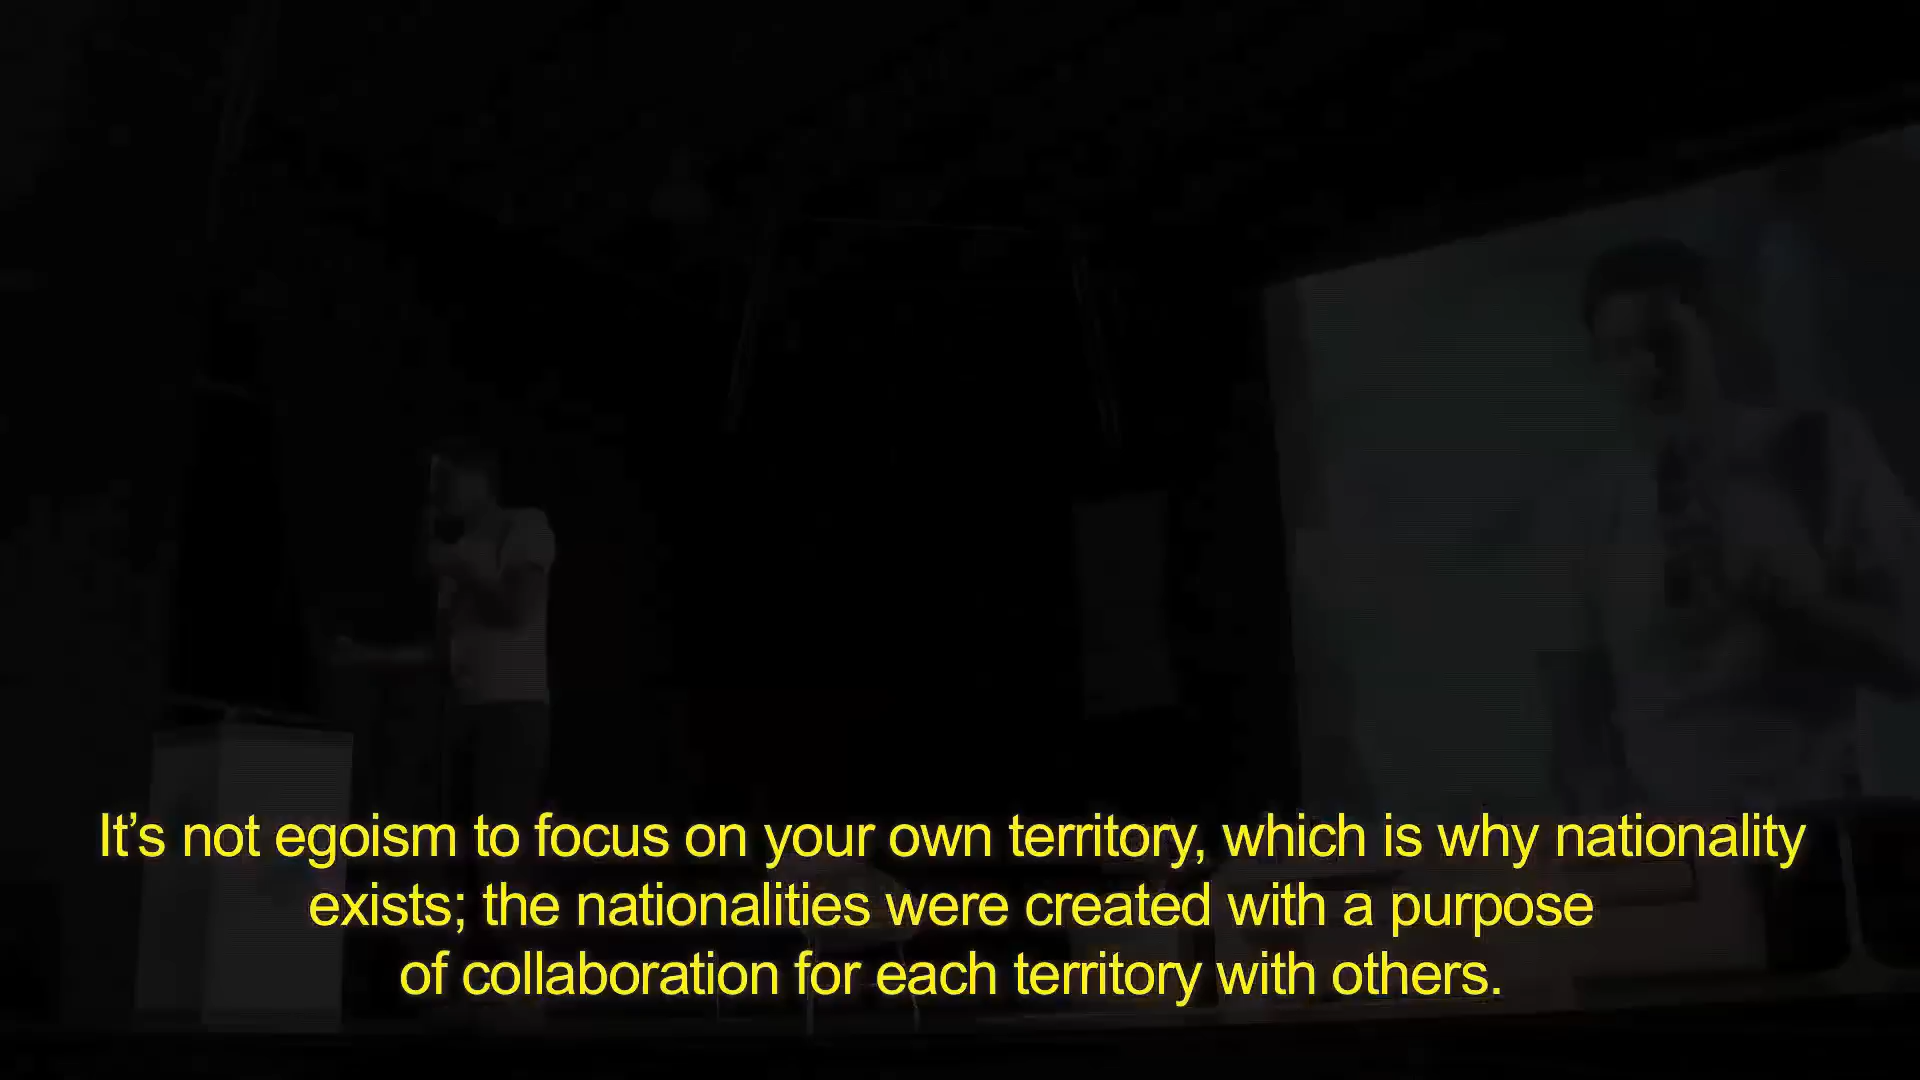 It’s not egoism to focus on your own territory, which is why nationality
exists; the nationalities were created with a purpose
of collaboration for each territory with others.